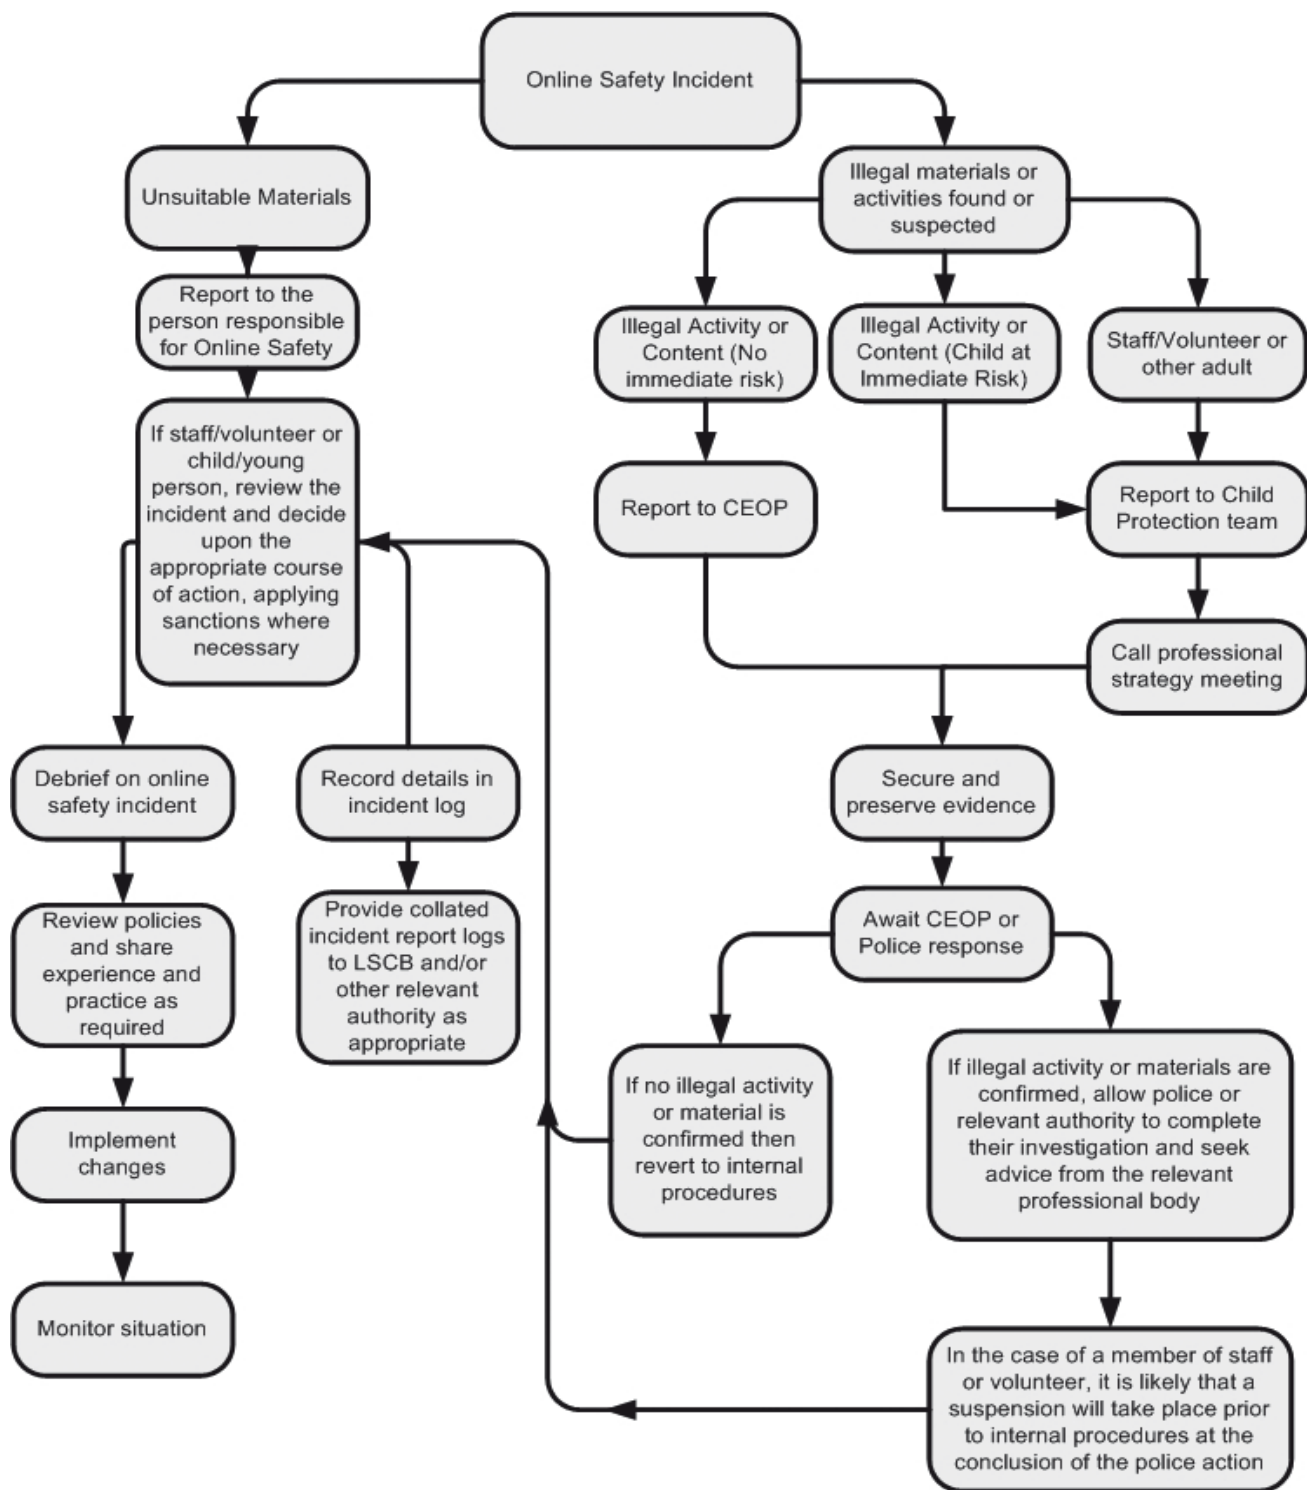 Online Safety Incident
Unsuitable Materials
Report to the
person responsible
for Online Safety
If staff/volunteer or
child/young
person, review the
incident and decide
upon the
appropriate course
of action, applying
sanctions where
necessary
Debrief on online
safety incident
Review policies
and share
experience and
practice as
required
Implement
changes
Monitor situation
Record details in
incident log
Provide collated
incident report logs
to LSCB and/or
other relevant
authority as
appropriate
Illegal materials or
activities found or
suspected
Illegal Activity or
Content (No
immediate risk)
Illegal Activity or
Content (Child at
Immediate Risk)
Staff/Volunteer or
other adult
Report to CEOP
Report to Child
Protection team
Call professional
strategy meeting
Secure and
preserve evidence
Await CEOP or
Police response
If no illegal activity
or material is
confirmed then
revert to internal
procedures
If illegal activity or materials are
confirmed, allow police or
relevant authority to complete
their investigation and seek
advice from the relevant
professional body
In the case of a member of staff
or volunteer, it is likely that a
suspension will take place prior
to internal procedures at the
conclusion of the police action